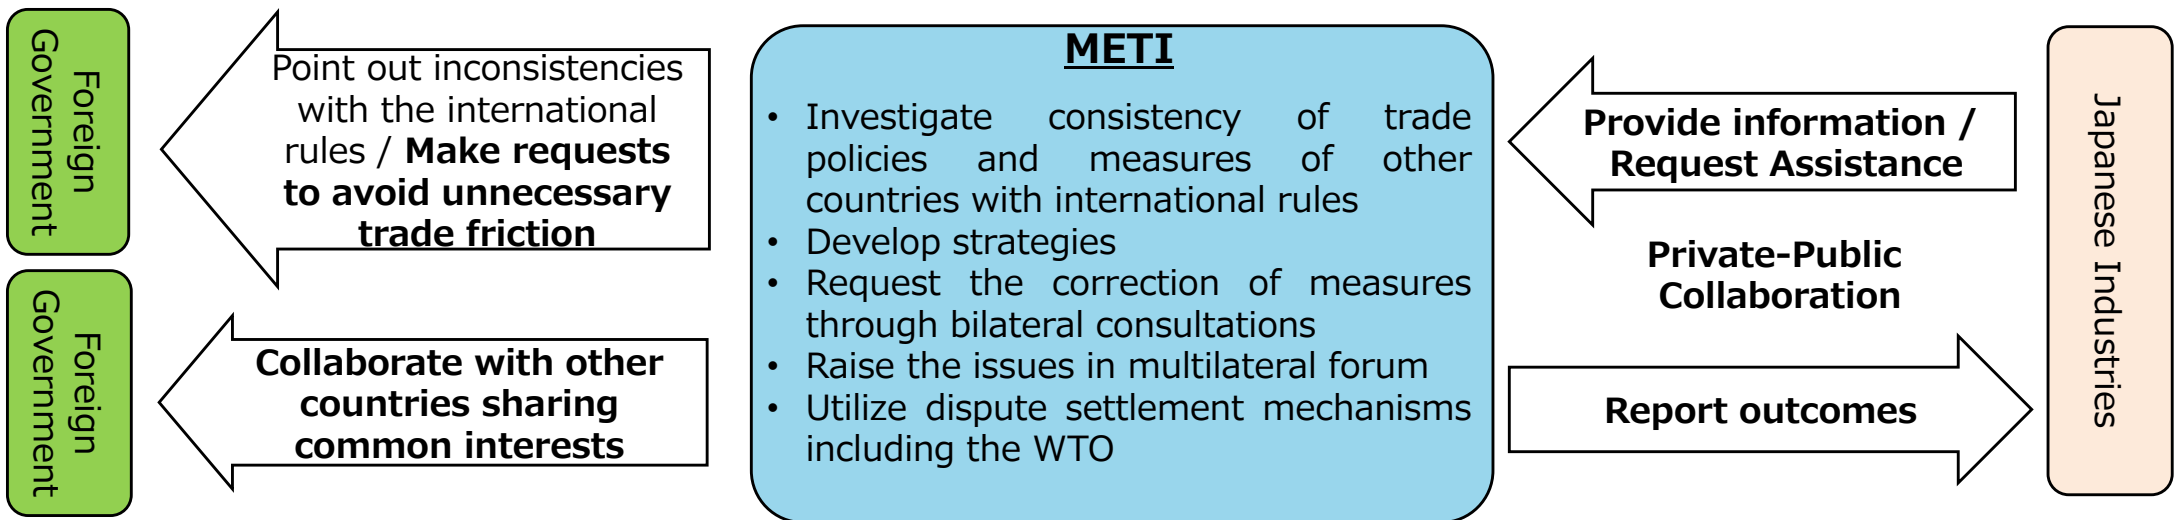 Foreign
Government
Foreign
Government
Point out inconsistencies
with the international
rules / Make requests
to avoid unnecessary
trade friction
Collaborate with other
countries sharing
common interests
METI
• Investigate consistency of trade
policies and measures of other
countries with international rules
• Develop strategies
• Request the correction of measures
through bilateral consultations
• Raise the issues in multilateral forum
• Utilize dispute settlement mechanisms
including the WTO
Provide information /
Request Assistance
Private-Public
Collaboration
Report outcomes
Japanese Industries